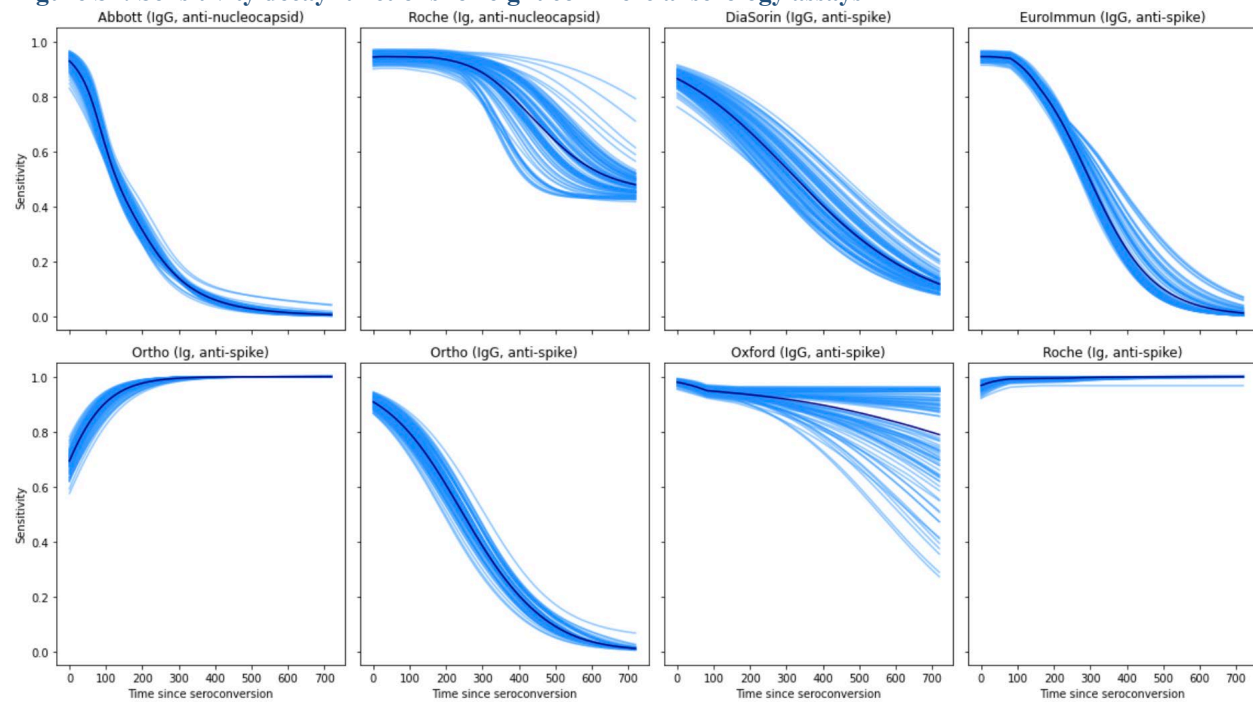 Abbott (IgG, anti-nucleocapsid)
Roche (Ig, anti-nucleocapsid)
DiaSorin (IgG, anti-spike)
EuroImmun (IgG, anti-spike)
1.0
0.8
0.6
0.4
0.2
0.0
Sensitivity
Ortho (Ig, anti-spike)
Ortho (IgG, anti-spike)
Oxford (IgG, anti-spike)
Roche (Ig, anti-spike)
1.0
0.8
0.6
0.4
0.2
0.0
Sensitivity
0 100 200 300 400 500 600 700
0 100 200 300 400 500 600 700
0 100 200 300 400 500 600 700
0 100 200 300 400 500 600 700
Time since seroconversion
Time since seroconversion
Time since seroconversion
Time since seroconversion